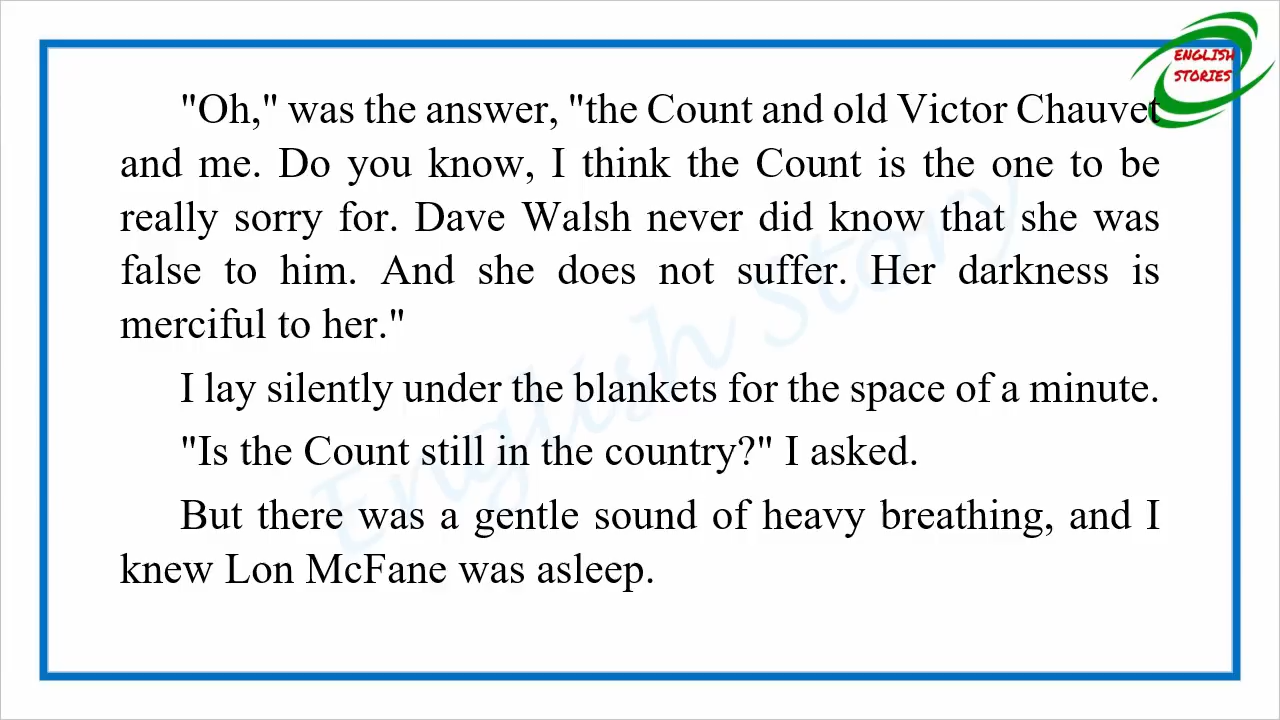 ENGLISH
STORIES
"Oh," was the answer, "the Count and old Victor Chauvet
and me. Do you know, I think the Count is the one to be
really sorry for. Dave Walsh never did know that she was
false to him. And she does not suffer. Her darkness is
merciful to her."
I lay silently under the blankets for the space of a minute.
"Is the Count still in the country?" I asked.
But there was a gentle sound of heavy breathing, and I
knew Lon McFane was asleep.
English Story